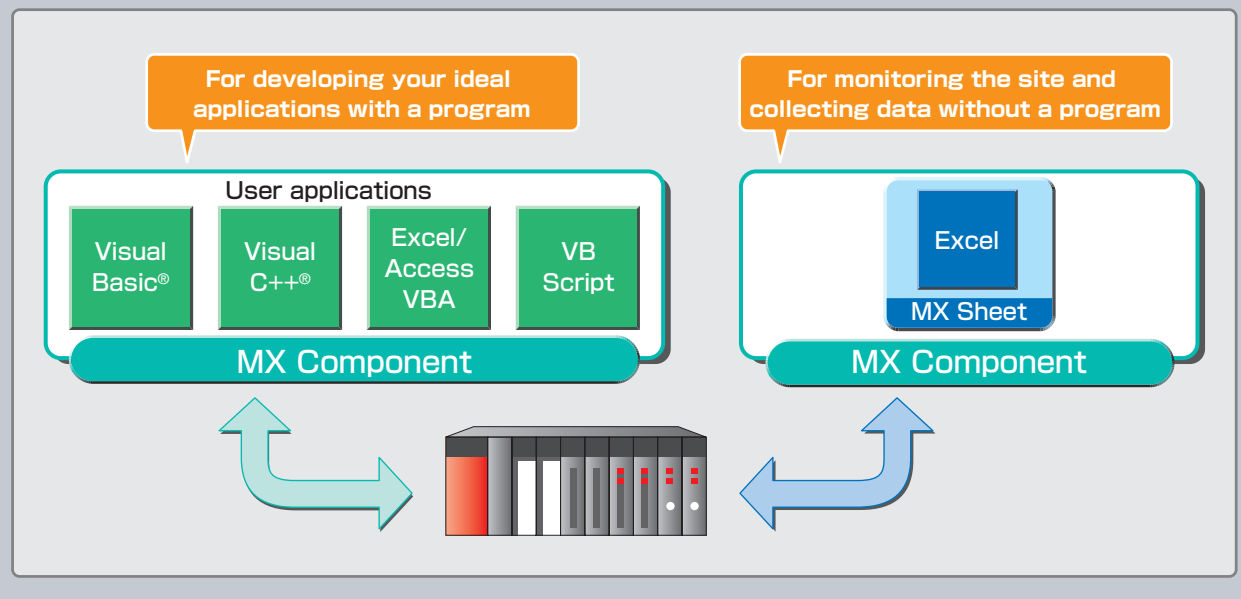 For developing your ideal
applications with a program
For monitoring the site and
collecting data without a program
User applications
Visual
Basic®
Visual
C++®
Excel/
Access
VBA
VB
Script
MX Component
Excel
MX Sheet
MX Component